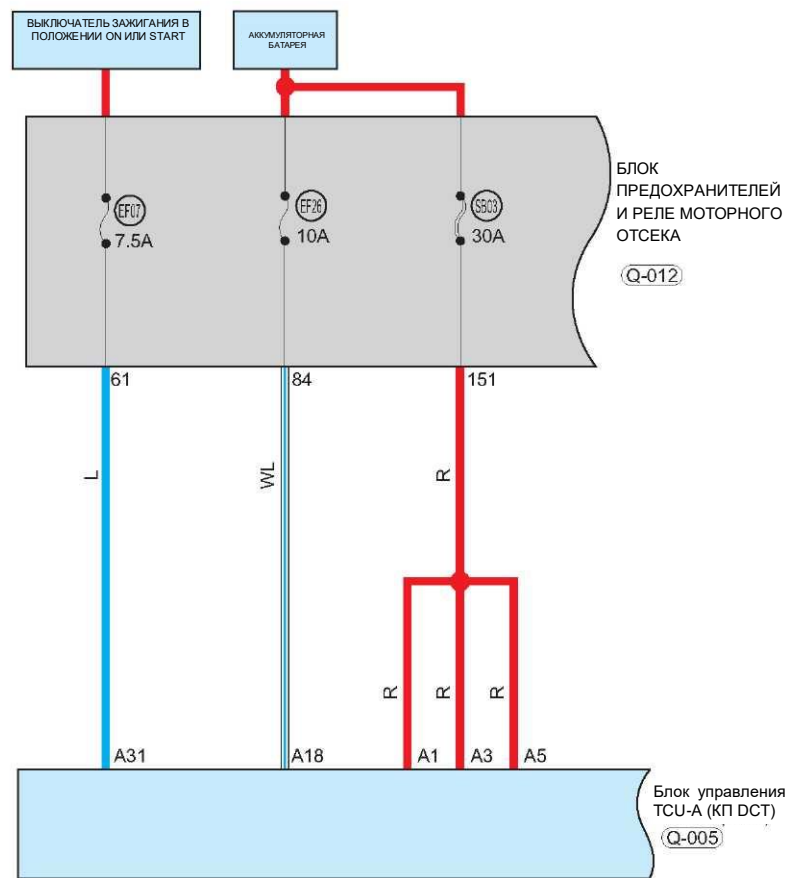 ВЫКЛЮЧАТЕЛЬ ЗАЖИГАНИЯ В
ПОЛОЖЕНИИ ON ИЛИ START
АККУМУЛЯТОРНАЯ
БАТАРЕЯ
EF07
7.5A
EF26
10A
SB03
30A
БЛОК
ПРЕДОХРАНИТЕЛЕЙ
И РЕЛЕ МОТОРНОГО
ОТСЕКА
Q-012
61
84
151
L
WL
R
R
R
R
A31
A18
A1
A3
A5
Блок управления
TCU-A (КП DCT)
Q-005